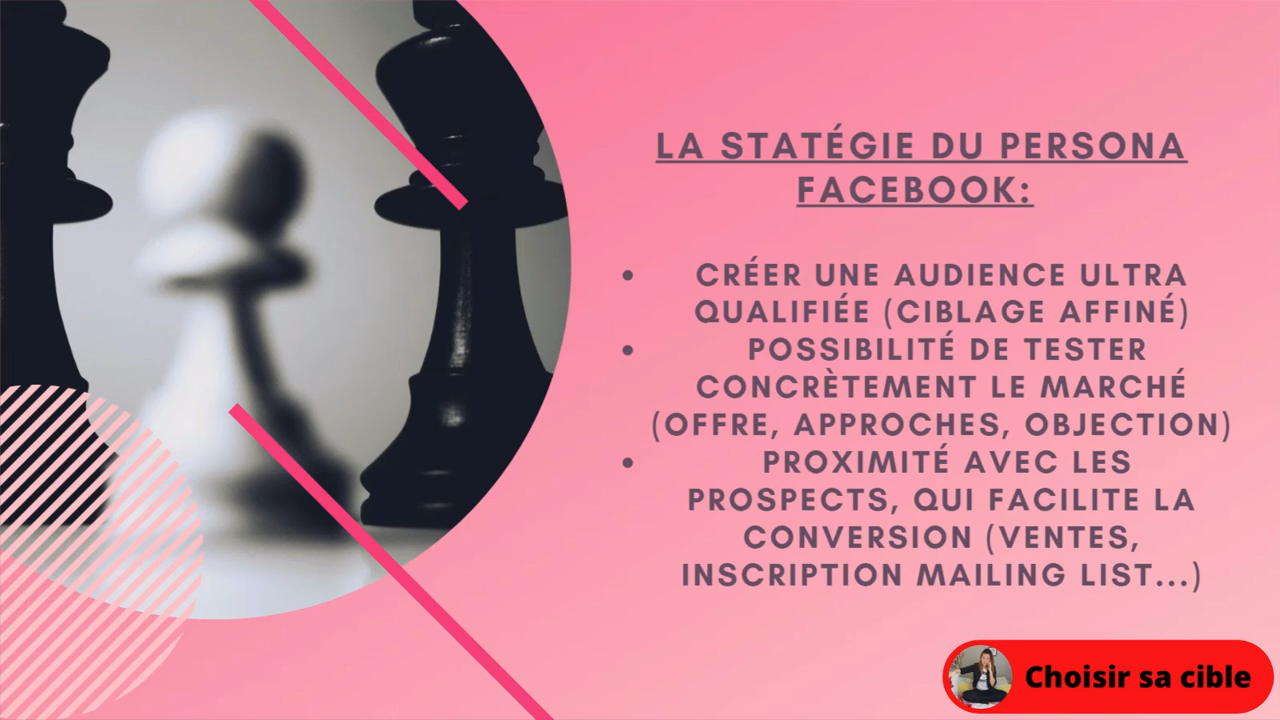 LA STATÉGIE DU PERSONA
FACEBOOK:
• CRÉER UNE AUDIENCE ULTRA
QUALIFIÉE (CIBLAGE AFFINÉ)
• POSSIBILITÉ DE TESTER
CONCRÈTEMENT LE MARCHÉ
(OFFRE, APPROCHES, OBJECTION)
• PROXIMITÉ AVEC LES
PROSPECTS, QUI FACILITE LA
CONVERSION (VENTES,
INSCRIPTION MAILING LIST...)
Choisir sa cible